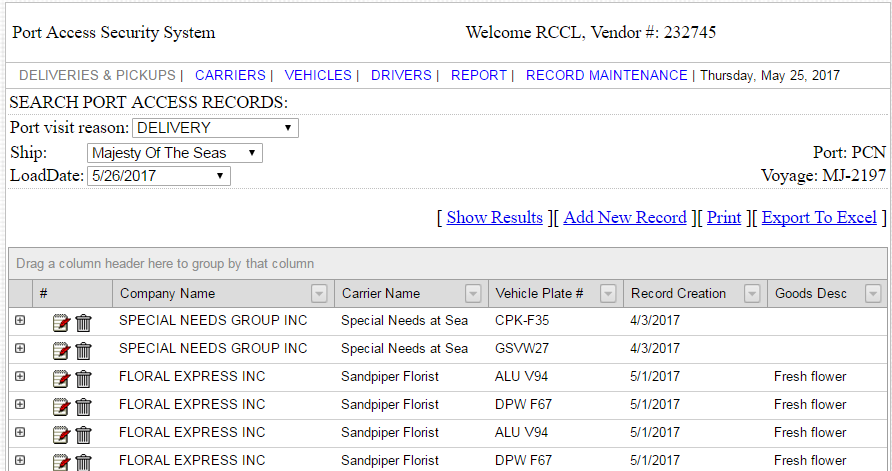 Port Access Security System Welcome RCCL, Vendor #: 232745
DELIVERIES & PICKUPS | CARRIERS | VEHICLES | DRIVERS | REPORT | RECORD MAINTENANCE | Thursday, May 25, 2017
SEARCH PORT ACCESS RECORDS:
Port visit reason: DELIVERY
Ship: Majesty Of The Seas Port: PCN
LoadDate: 5/26/2017 Voyage: MJ-2197
[ Show Results ][ Add New Record ][ Print ][ Export To Excel ]
Drag a column header here to group by that column
# Company Name Carrier Name Vehicle Plate # Record Creation Goods Desc
SPECIAL NEEDS GROUP INC Special Needs at Sea CPK-F35 4/3/2017
SPECIAL NEEDS GROUP INC Special Needs at Sea GSVW27 4/3/2017
FLORAL EXPRESS INC Sandpiper Florist ALU V94 5/1/2017 Fresh flower
FLORAL EXPRESS INC Sandpiper Florist DPW F67 5/1/2017 Fresh flower
FLORAL EXPRESS INC Sandpiper Florist ALU V94 5/1/2017 Fresh flower
FLORAL EXPRESS INC Sandpiper Florist DPW F67 5/1/2017 Fresh flower